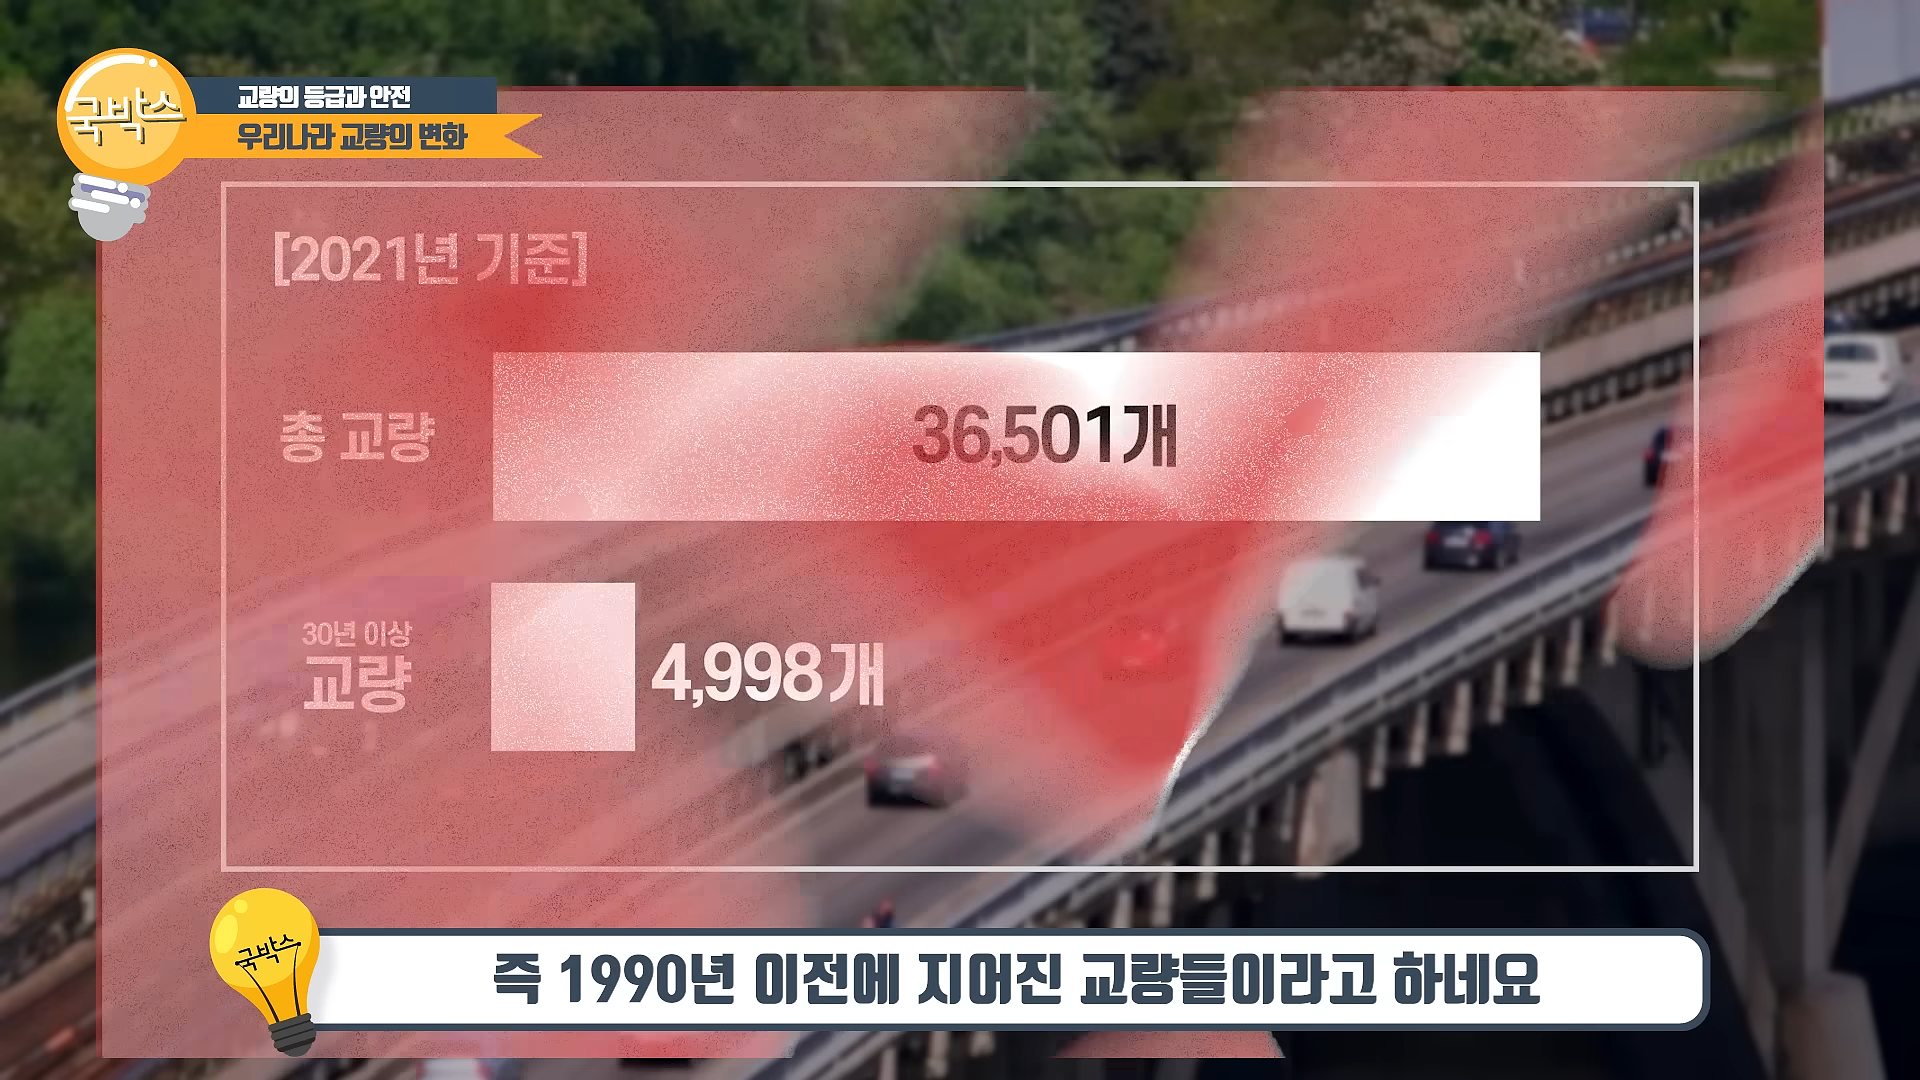 국박스
교량의 등급과 안전
우리나라 교량의 변화
[2021년 기준]
총 교량
36,501개
30년 이상
교량
4,998개
국박스
즉 1990년 이전에 지어진 교량들이라고 하네요